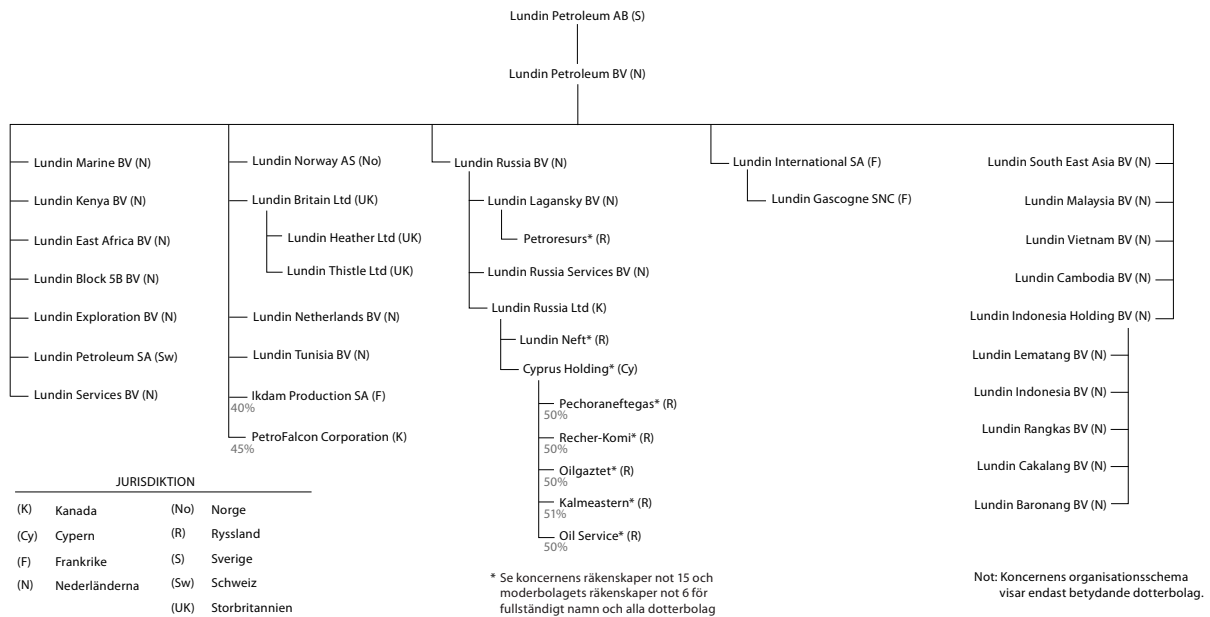 Lundin Petroleum AB (S)
Lundin Petroleum BV (N)
Lundin Marine BV (N)
Lundin Kenya BV (N)
Lundin East Africa BV (N)
Lundin Block 5B BV (N)
Lundin Exploration BV (N)
Lundin Petroleum SA (Sw)
Lundin Services BV (N)
Lundin Norway AS (No)
Lundin Britain Ltd (UK)
Lundin Heather Ltd (UK)
Lundin Thistle Ltd (UK)
Lundin Netherlands BV (N)
Lundin Tunisia BV (N)
Ikdam Production SA (F)
40%
PetroFalcon Corporation (K)
45%
Lundin Russia BV (N)
Lundin Lagansky BV (N)
Petroresurs* (R)
Lundin Russia Services BV (N)
Lundin Russia Ltd (K)
Lundin Neft* (R)
Cyprus Holding* (Cy)
Pechoraneftegas* (R)
50%
Recher-Komi* (R)
50%
Oilgaztet* (R)
50%
Kalmeastern* (R)
51%
Oil Service* (R)
50%
Lundin International SA (F)
Lundin Gascogne SNC (F)
Lundin South East Asia BV (N)
Lundin Malaysia BV (N)
Lundin Vietnam BV (N)
Lundin Cambodia BV (N)
Lundin Indonesia Holding BV (N)
Lundin Lematang BV (N)
Lundin Indonesia BV (N)
Lundin Rangkas BV (N)
Lundin Cakalang BV (N)
Lundin Baronang BV (N)
JURISDIKTION
(K) Kanada
(Cy) Cypern
(F) Frankrike
(N) Nederländerna
(No) Norge
(R) Ryssland
(S) Sverige
(Sw) Schweiz
(UK) Storbritannien
* Se koncernens räkenskaper not 15 och
moderbolagets räkenskaper not 6 för
fullständigt namn och alla dotterbolag
Not: Koncernens organisationsschema
visar endast betydande dotterbolag.